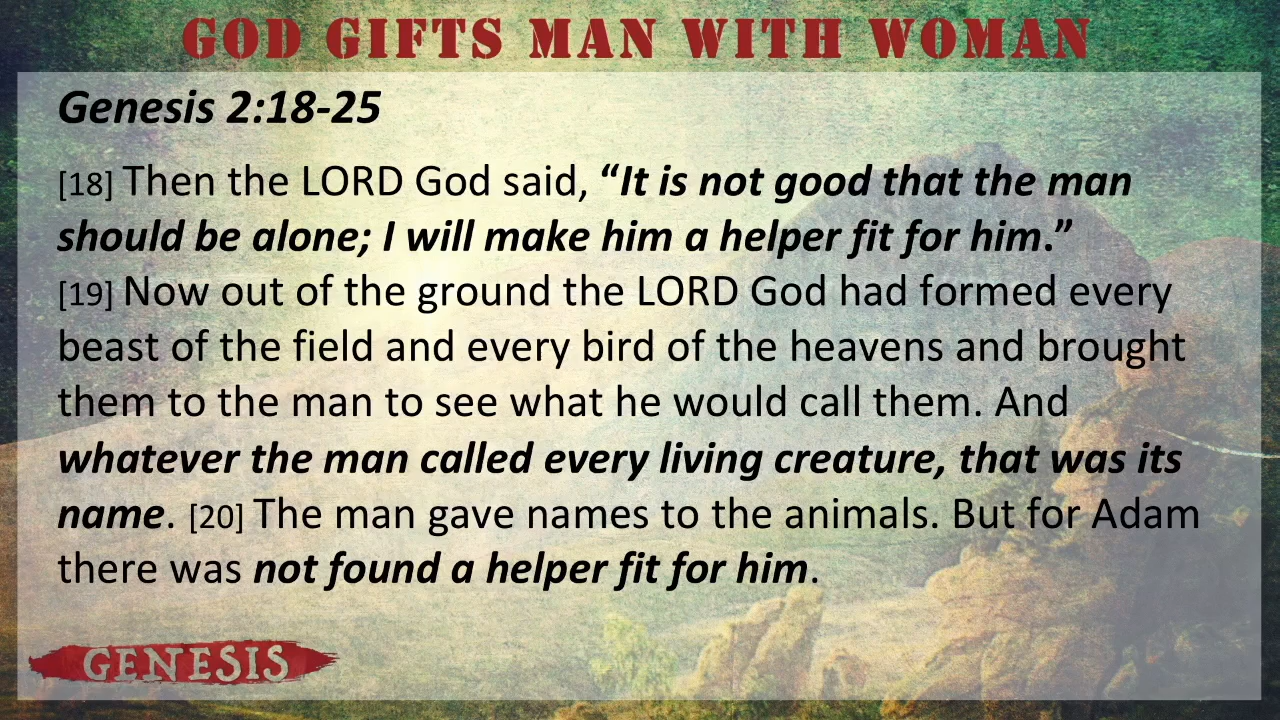 GOD GIFTS MAN WITH WOMAN
Genesis 2:18-25
[18] Then the LORD God said, “It is not good that the man
should be alone; I will make him a helper fit for him.”
[19] Now out of the ground the LORD God had formed every
beast of the field and every bird of the heavens and brought
them to the man to see what he would call them. And
whatever the man called every living creature, that was its
name. [20] The man gave names to the animals. But for Adam
there was not found a helper fit for him.
GENESIS